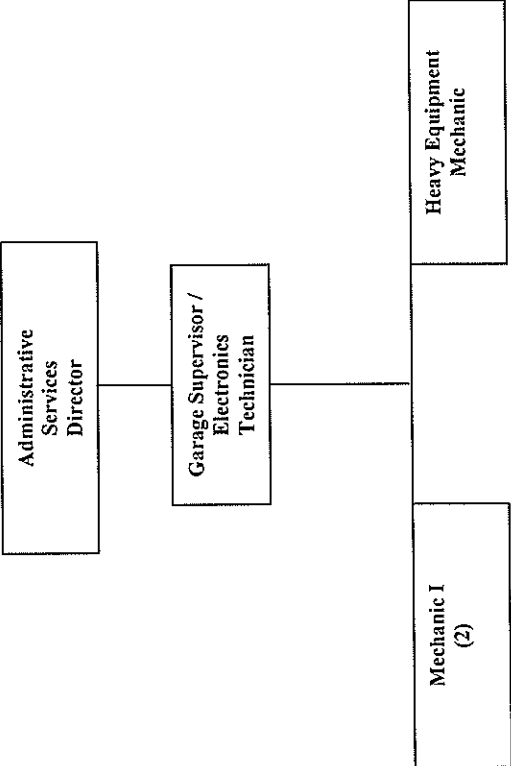 Administrative
Services
Director
Garage Supervisor /
Electronics
Technician
Mechanic I
(2)
Heavy Equipment
Mechanic